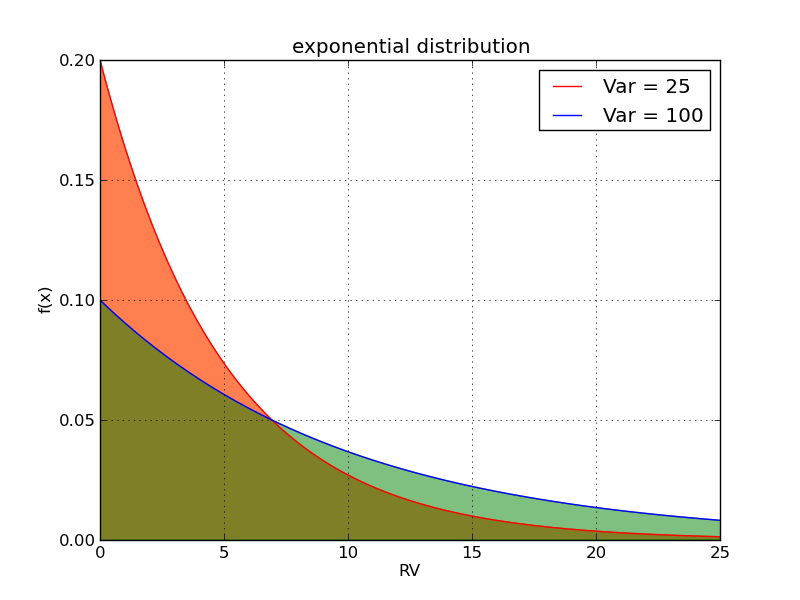 exponential distribution
Var = 25
Var = 100
0.20
0.15
0.10
0.05
0.00
f(x)
0 5 10 15 20 25
RV